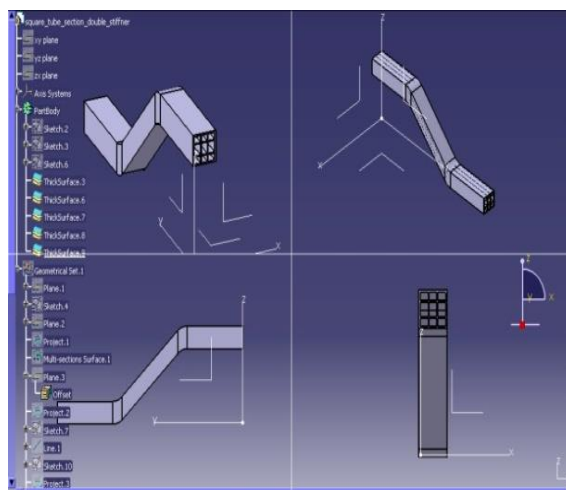 square_tube_section_double_stiffner
xy plane
yz plane
zx plane
Axis Systems
PartBody
Sketch.2
Sketch.3
Sketch.6
ThickSurface.3
ThickSurface.6
ThickSurface.7
ThickSurface.8
ThickSurface.9
Geometrical Set.1
Plane.1
Sketch.4
Plane.2
Project.1
Multi-sections Surface.1
Plane.3
Offset
Project.2
Sketch.7
Line.1
Sketch.10
Project.3
y
x
z
x
z
y
z
x
z
y
x
z